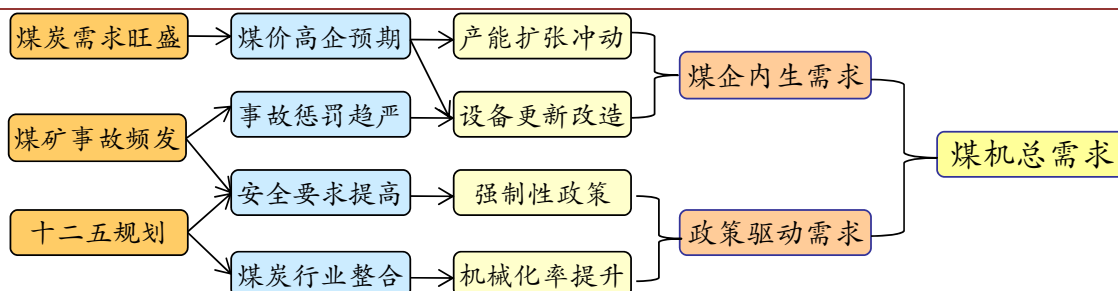 煤炭需求旺盛
煤价高企预期
产能扩张冲动
煤企内生需求
事故惩罚趋严
设备更新改造
煤矿事故频发
煤机总需求
安全要求提高
强制性政策
十二五规划
政策驱动需求
煤炭行业整合
机械化率提升